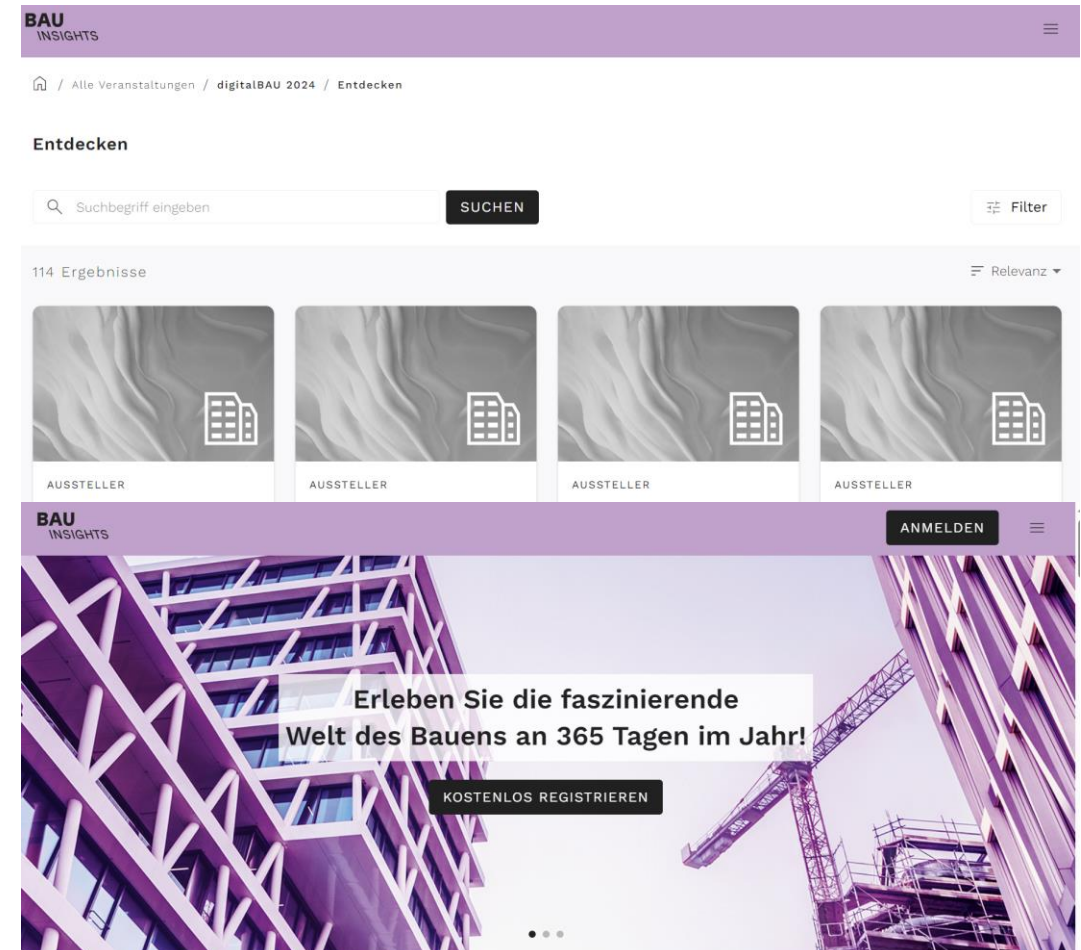 BAU
INSIGHTS
/ Alle Veranstaltungen / digitalBAU 2024 / Entdecken
Entdecken
Suchbegriff eingeben
SUCHEN
Filter
114 Ergebnisse
Relevanz
AUSSTELLER
AUSSTELLER
AUSSTELLER
AUSSTELLER
BAU
INSIGHTS
ANMELDEN
Erleben Sie die faszinierende
Welt des Bauens an 365 Tagen im Jahr!
KOSTENLOS REGISTRIEREN